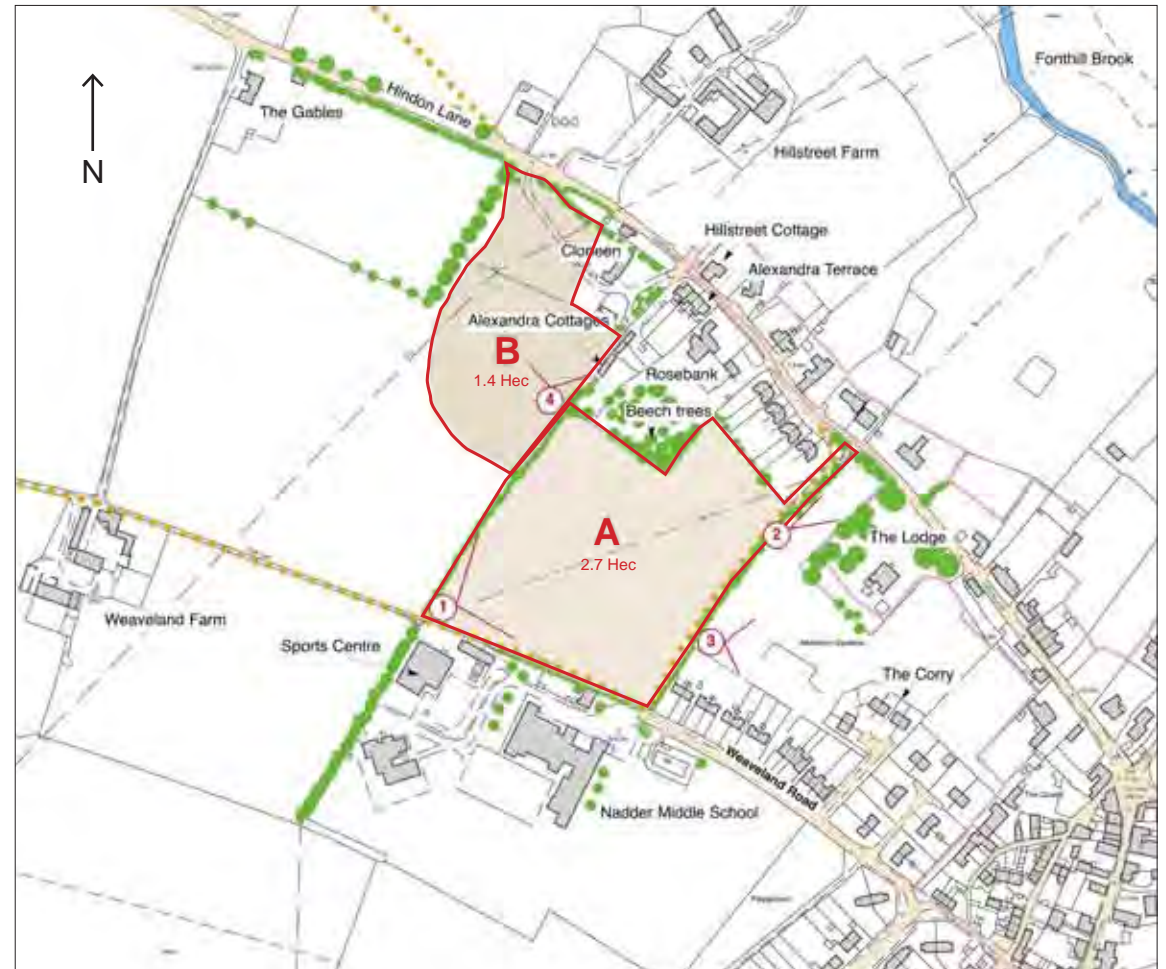 Fonthill Brook
Hindon Lane
The Gables
N
Hillstreet Farm
Hillstreet Cottage
Cloneen
Alexandra Terrace
Alexandra Cottages
B
1.4 Hec
Rosebank
4
Beech trees
A
2.7 Hec
2
The Lodge
1
Weaveland Farm
Sports Centre
3
The Corry
Weaveland Road
Nadder Middle School